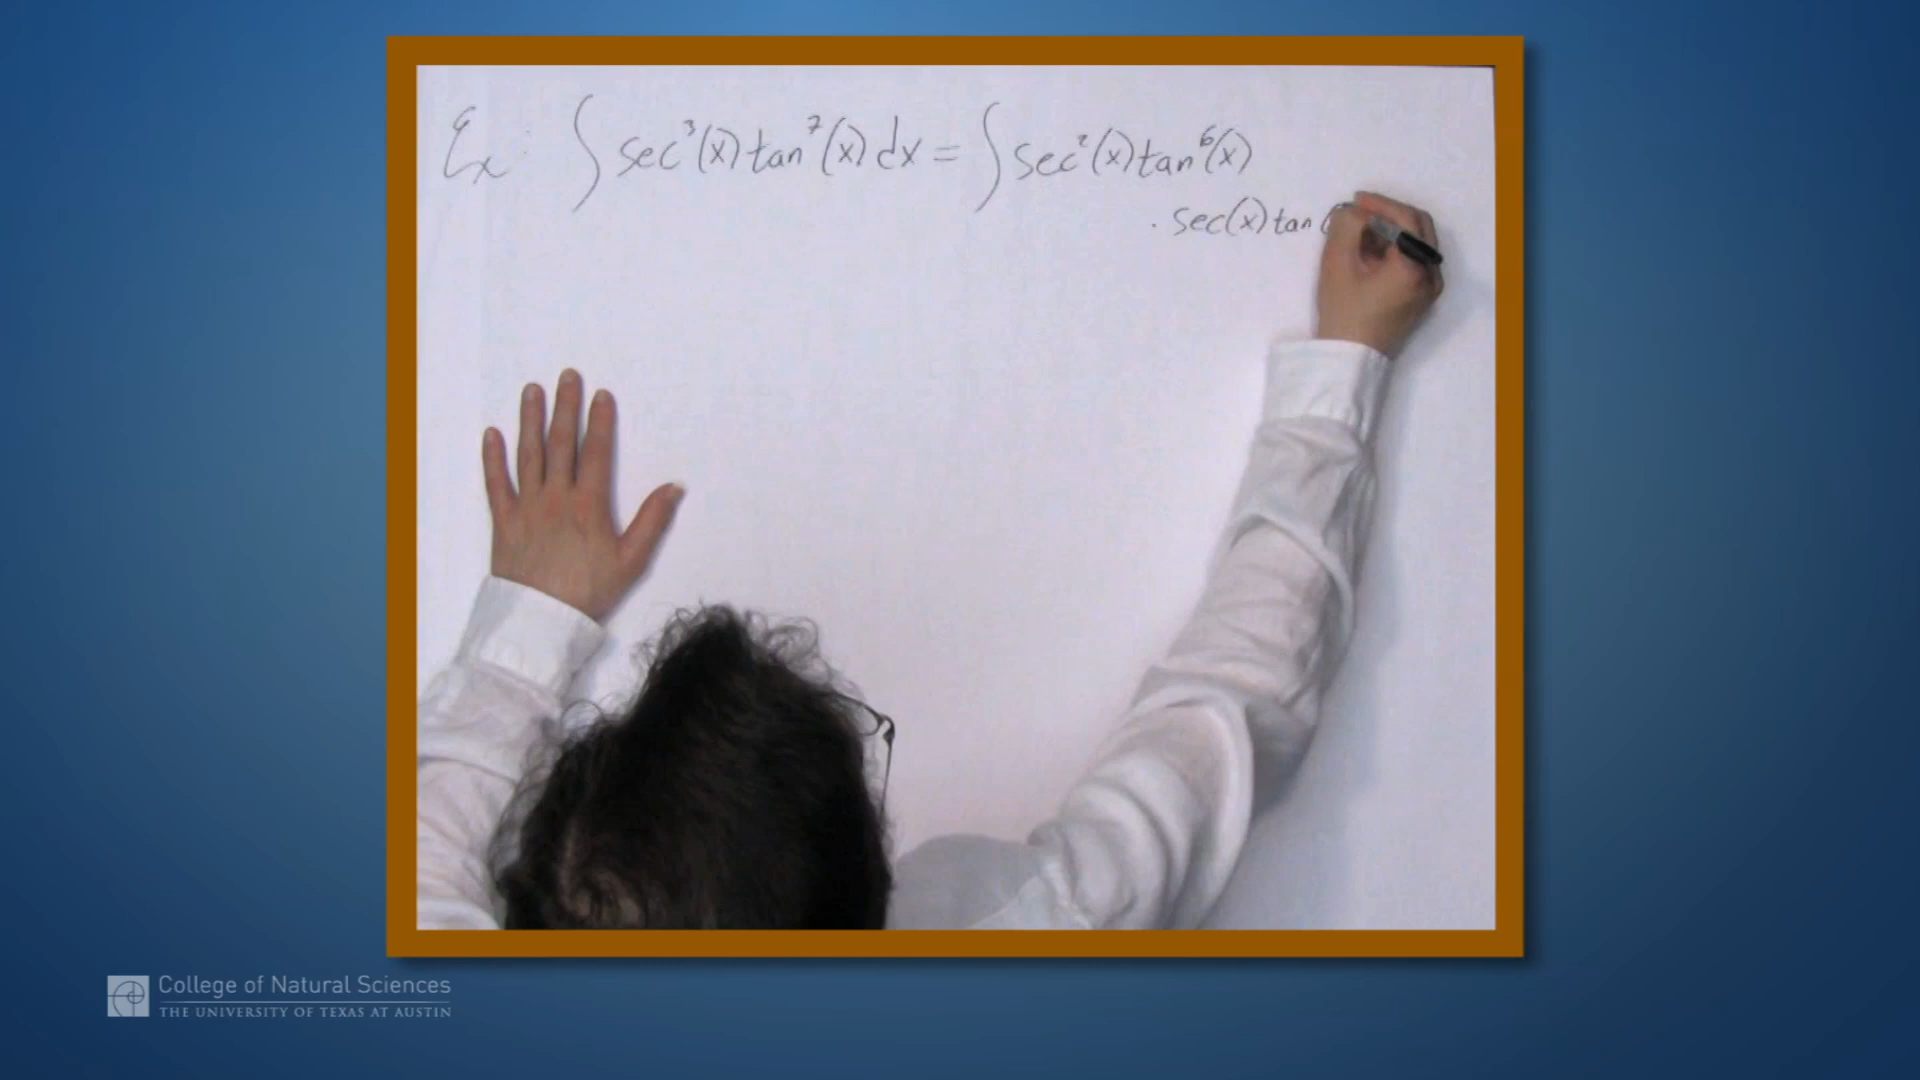 Ex: ∫ sec³(x) tan⁷(x) dx = ∫ sec²(x) tan⁶(x)
· sec(x) tan (
College of Natural Sciences
THE UNIVERSITY OF TEXAS AT AUSTIN